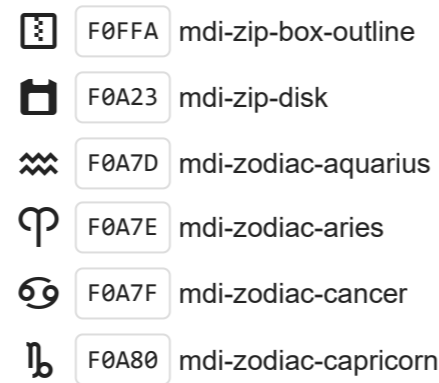 F0FFA mdi-zip-box-outline
F0A23 mdi-zip-disk
F0A7D mdi-zodiac-aquarius
F0A7E mdi-zodiac-aries
F0A7F mdi-zodiac-cancer
F0A80 mdi-zodiac-capricorn